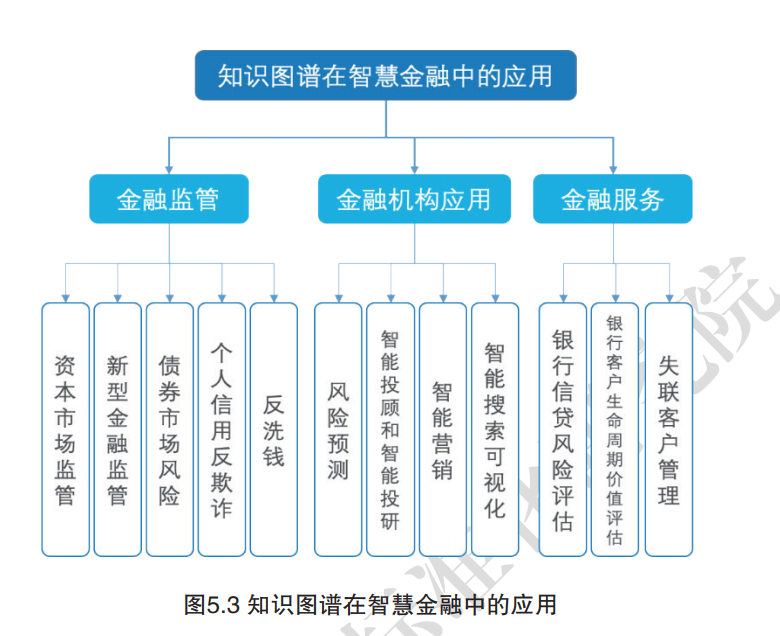 知识图谱在智慧金融中的应用
金融监管
金融机构应用
金融服务
资本市场监管
新型金融监管
债券市场风险
个人信用反欺诈
反洗钱
风险预测
智能投顾和智能投研
智能营销
智能搜索可视化
银行信贷风险评估
银行客户生命周期价值评估
失联客户管理
图5.3 知识图谱在智慧金融中的应用